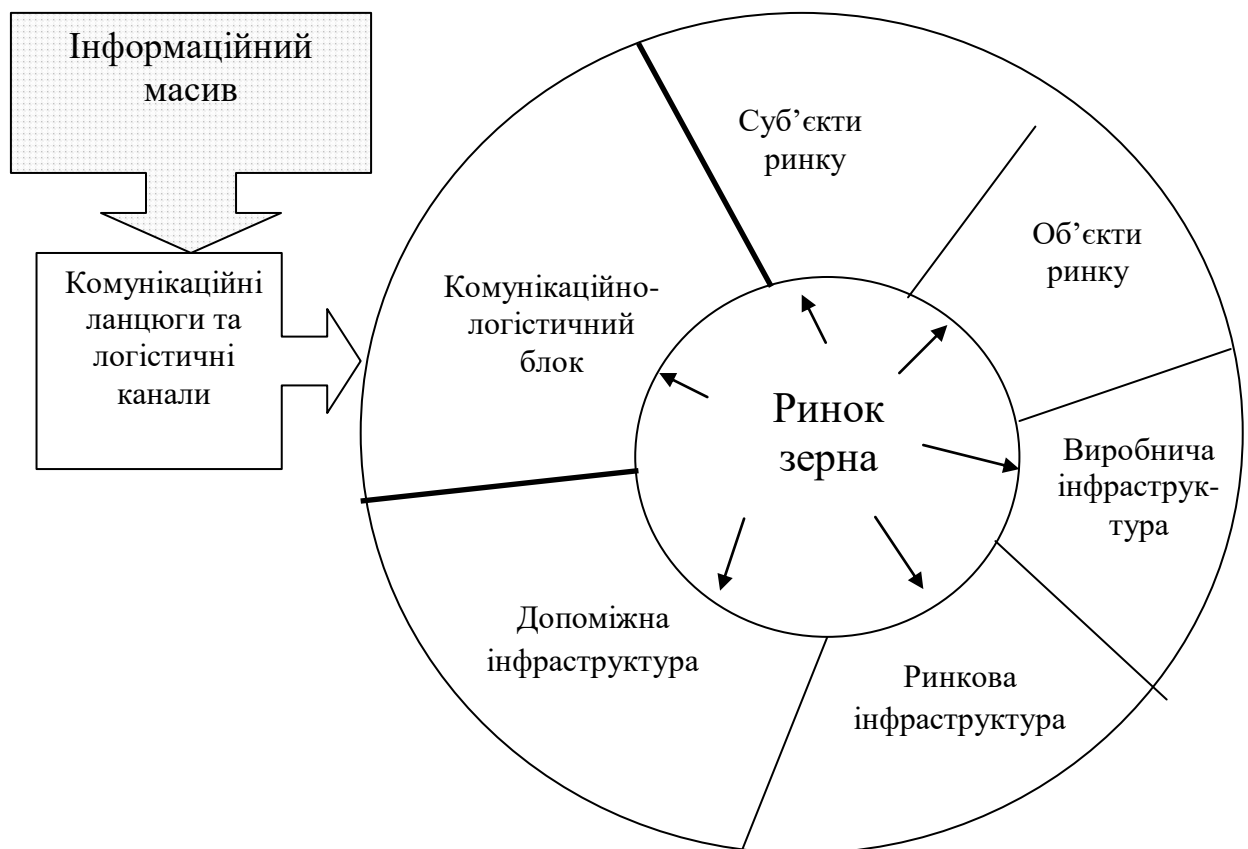 Інформаційний
масив
Комунікаційні
ланцюги та
логістичні
канали
Суб’єкти
ринку
Об’єкти
ринку
Комунікаційно-
логістичний
блок
Ринок
зерна
Виробнича
інфраструк-
тура
Допоміжна
інфраструктура
Ринкова
інфраструктура